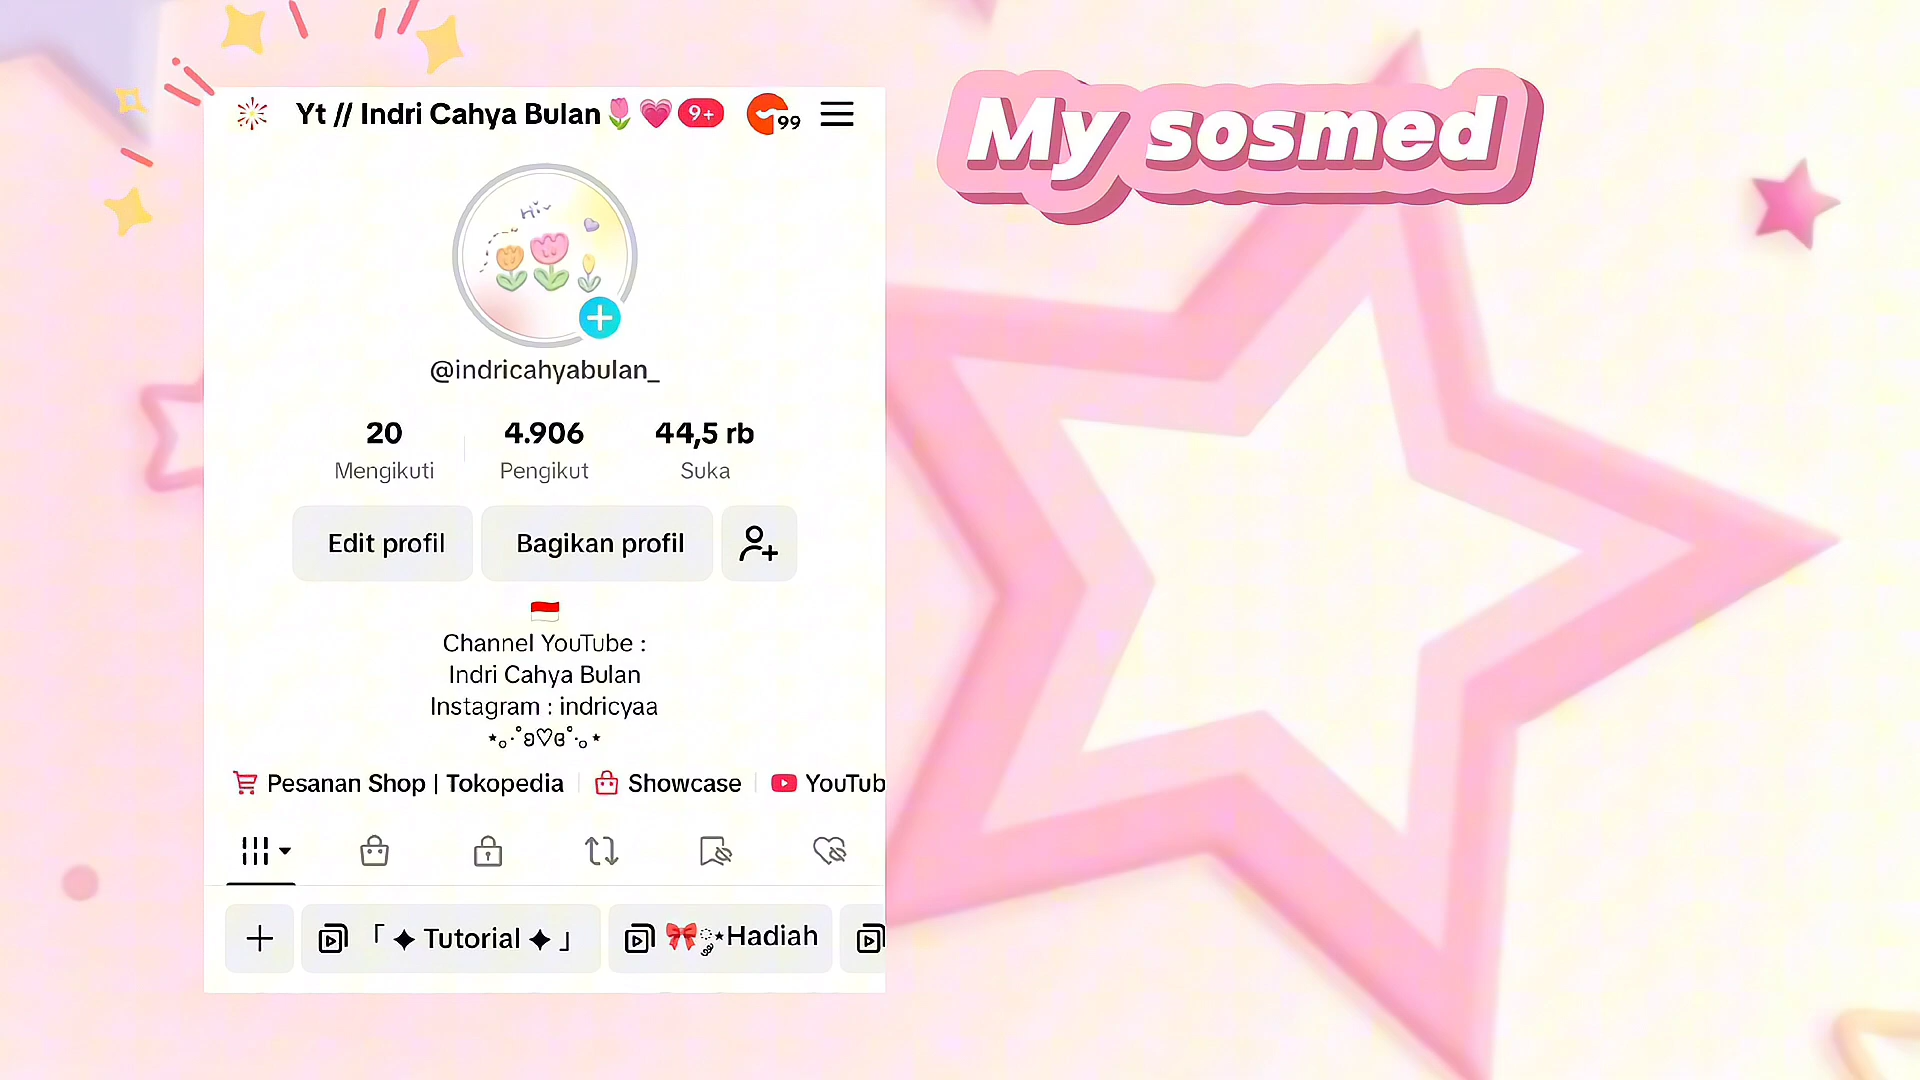 Yt // Indri Cahya Bulan🌷💗 9+ 99
My sosmed
Hi
@indricahyabulan_
20 4.906 44,5 rb
Mengikuti Pengikut Suka
Edit profil Bagikan profil
🇮🇩
Channel YouTube :
Indri Cahya Bulan
Instagram : indricyaa
⋆｡‧˚ʚ♡ɞ˚‧｡⋆
Pesanan Shop | Tokopedia Showcase YouTub
「 ✦ Tutorial ✦ 」 🎀⋆Hadiah